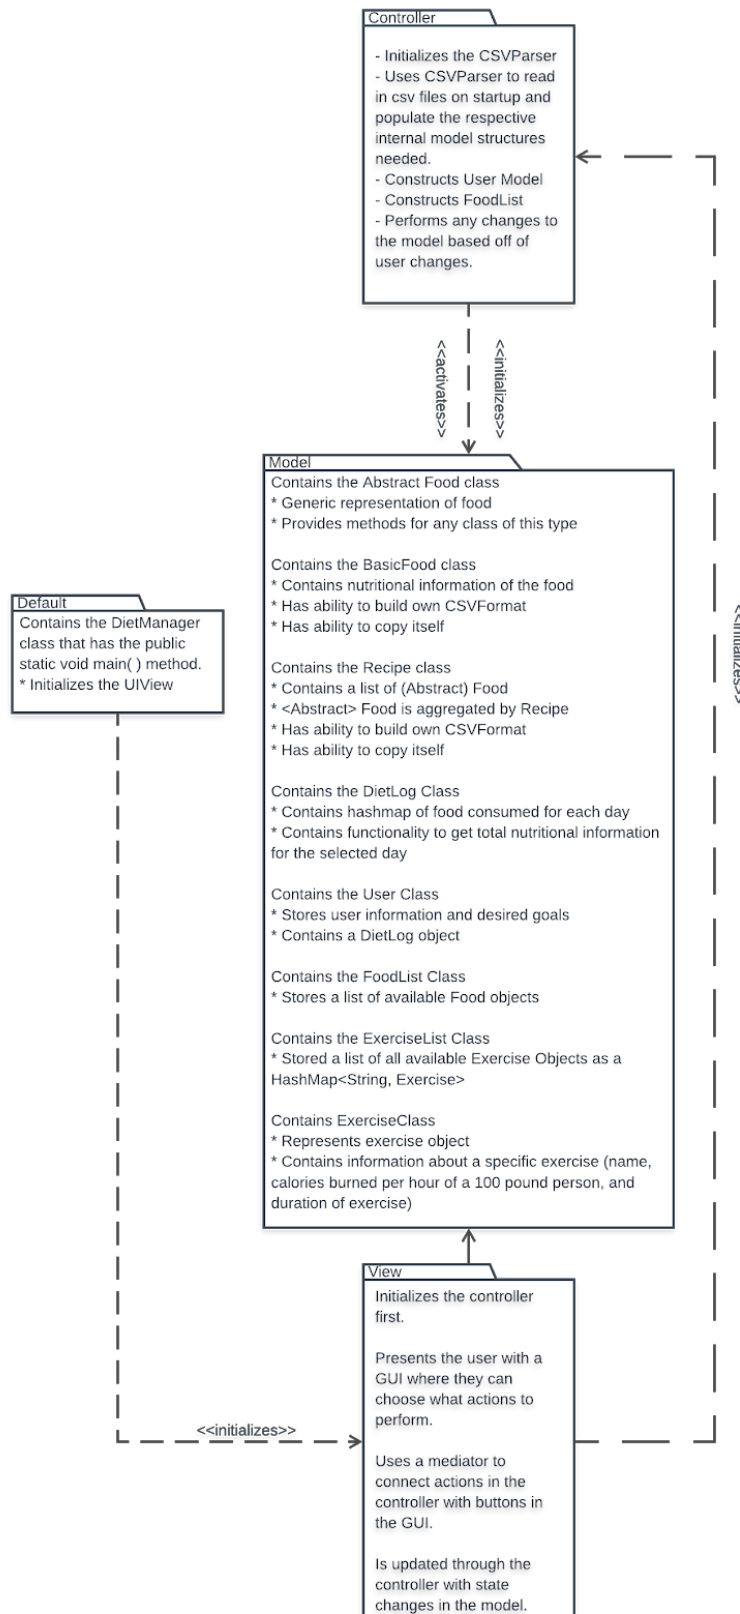 Controller
- Initializes the CSVParser
- Uses CSVParser to read
in csv files on startup and
populate the respective
internal model structures
needed.
- Constructs User Model
- Constructs FoodList
- Performs any changes to
the model based off of
user changes.
<<activates>>
<<initializes>>
Model
Contains the Abstract Food class
* Generic representation of food
* Provides methods for any class of this type
Contains the BasicFood class
* Contains nutritional information of the food
* Has ability to build own CSVFormat
* Has ability to copy itself
Contains the Recipe class
* Contains a list of (Abstract) Food
* <Abstract> Food is aggregated by Recipe
* Has ability to build own CSVFormat
* Has ability to copy itself
Contains the DietLog Class
* Contains hashmap of food consumed for each day
* Contains functionality to get total nutritional information
for the selected day
Contains the User Class
* Stores user information and desired goals
* Contains a DietLog object
Contains the FoodList Class
* Stores a list of available Food objects
Contains the ExerciseList Class
* Stored a list of all available Exercise Objects as a
HashMap<String, Exercise>
Contains ExerciseClass
* Represents exercise object
* Contains information about a specific exercise (name,
calories burned per hour of a 100 pound person, and
duration of exercise)
Default
Contains the DietManager
class that has the public
static void main( ) method.
* Initializes the UIView
<<initializes>>
<<initializes>>
View
Initializes the controller
first.
Presents the user with a
GUI where they can
choose what actions to
perform.
Uses a mediator to
connect actions in the
controller with buttons in
the GUI.
Is updated through the
controller with state
changes in the model.